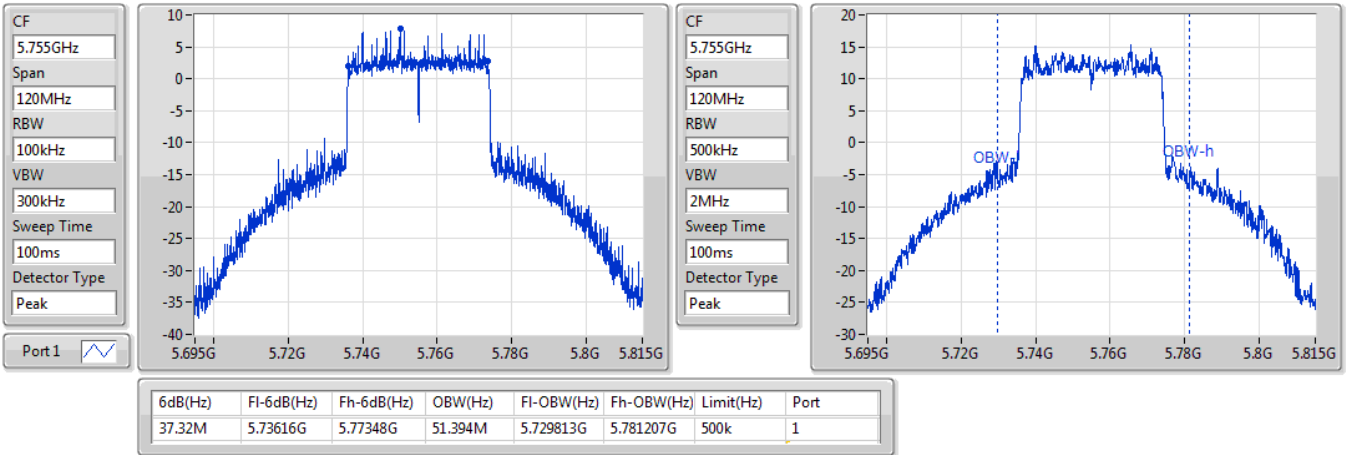 CF
5.755GHz
Span
120MHz
RBW
100kHz
VBW
300kHz
Sweep Time
100ms
Detector Type
Peak
Port 1
10
5
0
-5
-10
-15
-20
-25
-30
-35
-40
5.695G 5.72G 5.74G 5.76G 5.78G 5.8G 5.815G
CF
5.755GHz
Span
120MHz
RBW
500kHz
VBW
2MHz
Sweep Time
100ms
Detector Type
Peak
20
15
10
5
0
-5
-10
-15
-20
-25
-30
OBW-
OBW-h
5.695G 5.72G 5.74G 5.76G 5.78G 5.8G 5.815G
6dB(Hz) Fl-6dB(Hz) Fh-6dB(Hz) OBW(Hz) Fl-OBW(Hz) Fh-OBW(Hz) Limit(Hz) Port
37.32M 5.73616G 5.77348G 51.394M 5.729813G 5.781207G 500k 1